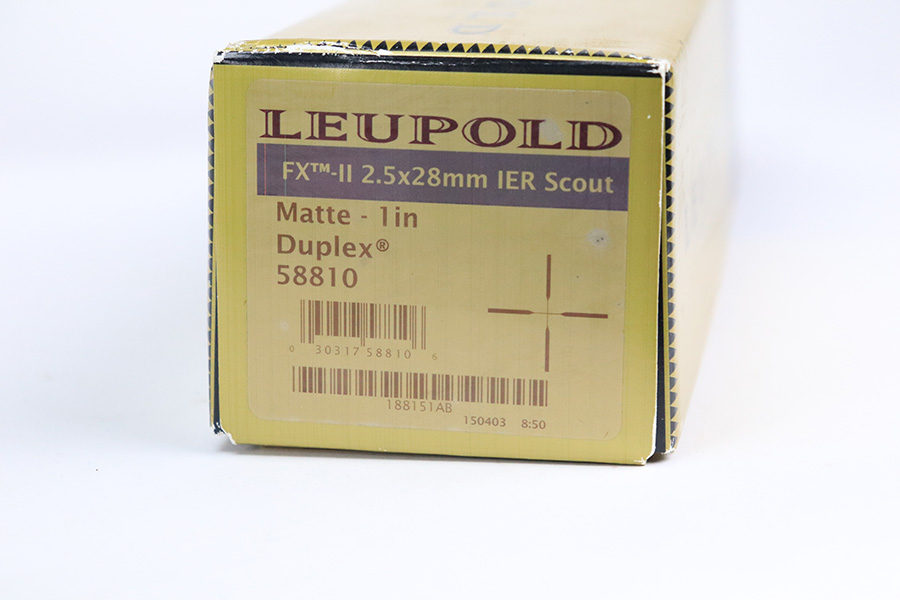 LEUPOLD
FX™-II 2.5x28mm IER Scout
Matte - 1in
Duplex®
58810
0 30317 58810 6
188151AB
150403 8:50